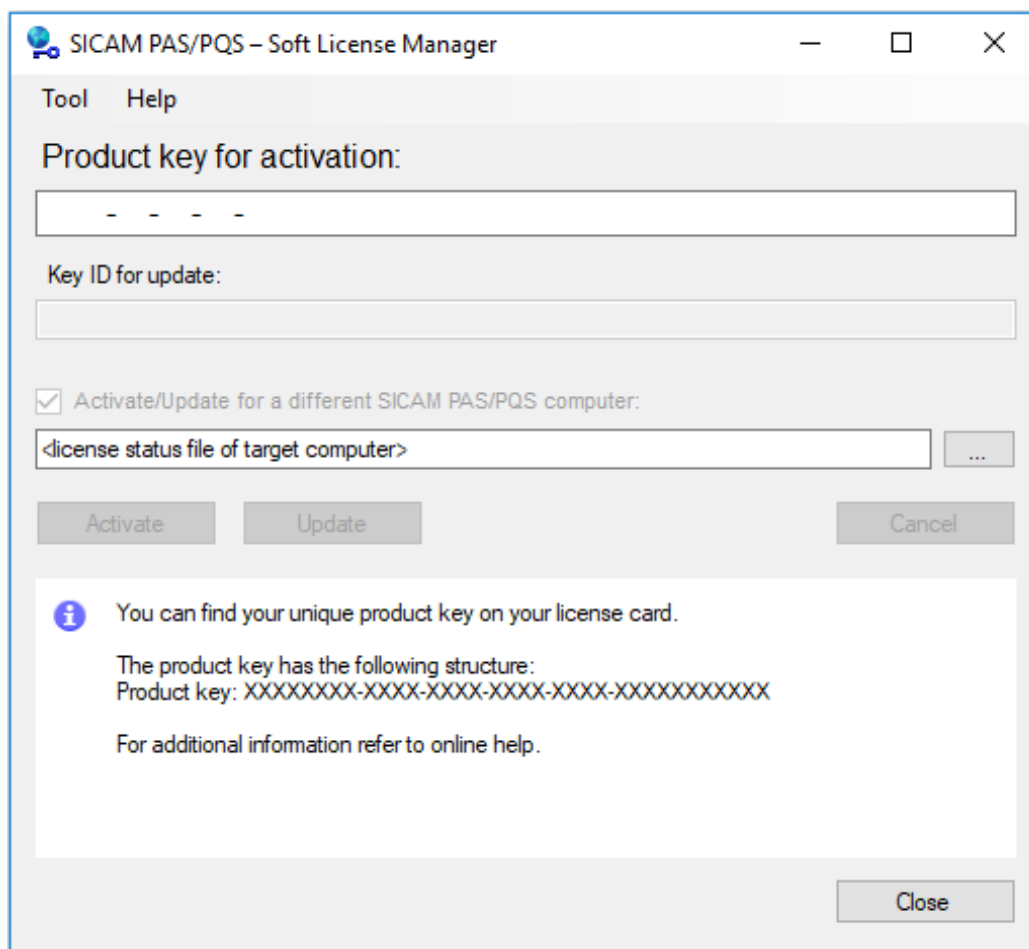 SICAM PAS/PQS – Soft License Manager
Tool Help
Product key for activation:
- - - -
Key ID for update:
Activate/Update for a different SICAM PAS/PQS computer:
<license status file of target computer>
...
Activate Update Cancel
You can find your unique product key on your license card.
The product key has the following structure:
Product key: XXXXXXXX-XXXX-XXXX-XXXX-XXXX-XXXXXXXXXXX
For additional information refer to online help.
Close